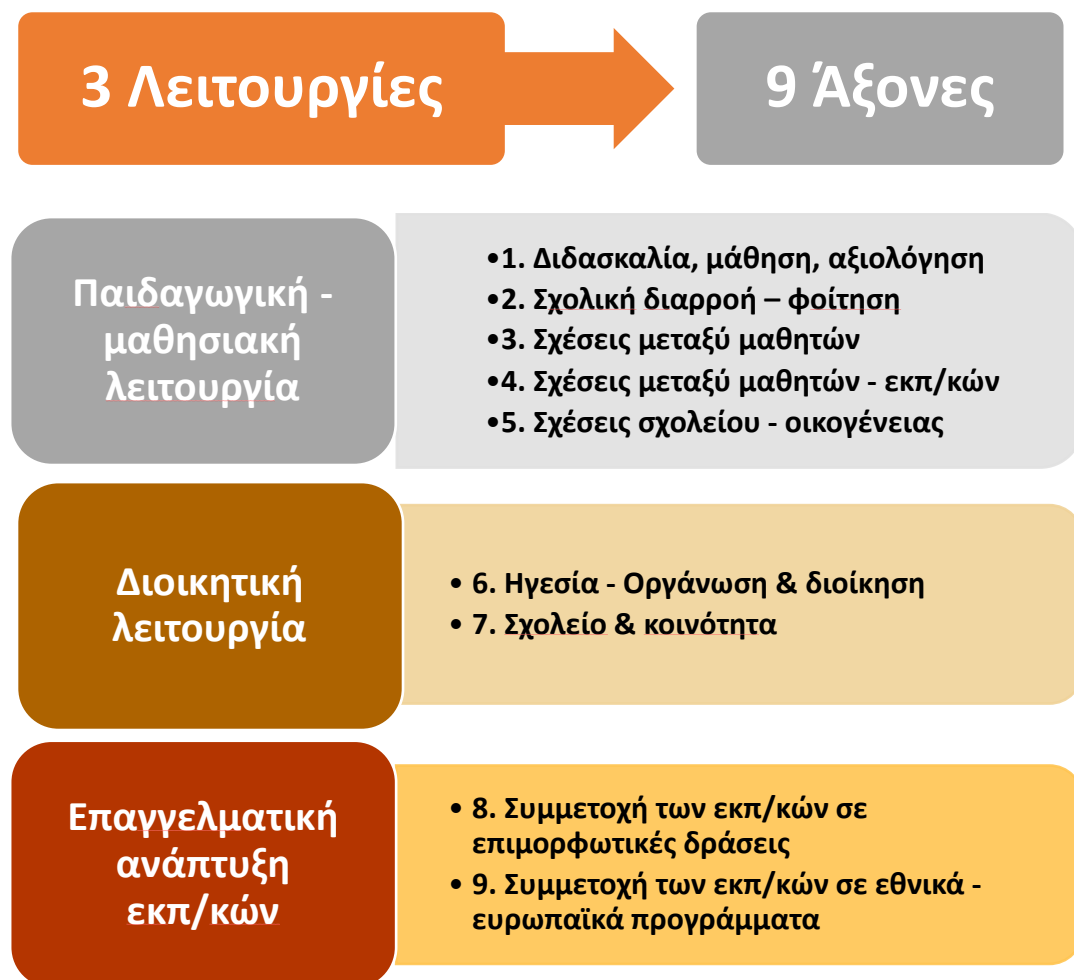 3 Λειτουργίες
9 Άξονες
Παιδαγωγική -
μαθησιακή
λειτουργία
•1. Διδασκαλία, μάθηση, αξιολόγηση
•2. Σχολική διαρροή – φοίτηση
•3. Σχέσεις μεταξύ μαθητών
•4. Σχέσεις μεταξύ μαθητών - εκπ/κών
•5. Σχέσεις σχολείου - οικογένειας
Διοικητική
λειτουργία
• 6. Ηγεσία - Οργάνωση & διοίκηση
• 7. Σχολείο & κοινότητα
Επαγγελματική
ανάπτυξη
εκπ/κών
• 8. Συμμετοχή των εκπ/κών σε
επιμορφωτικές δράσεις
• 9. Συμμετοχή των εκπ/κών σε εθνικά -
ευρωπαϊκά προγράμματα